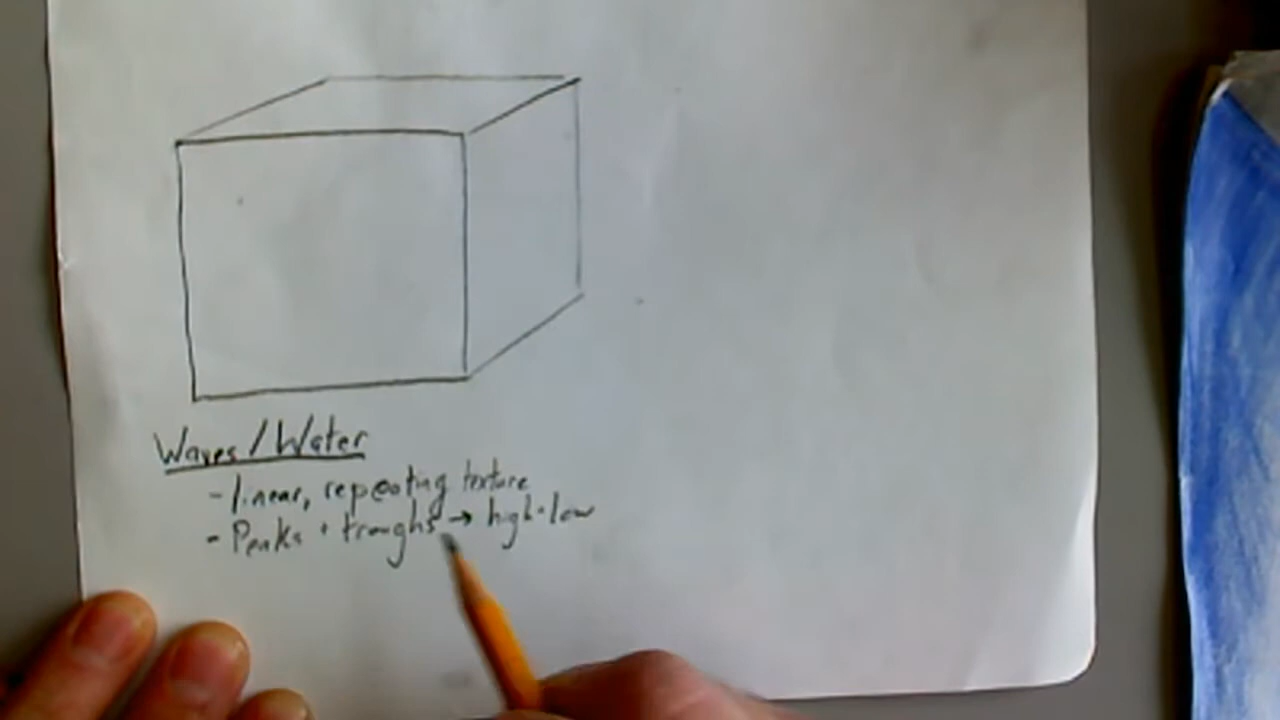 Waves/Water
- linear, repeating texture
- Peaks + troughs → high + low